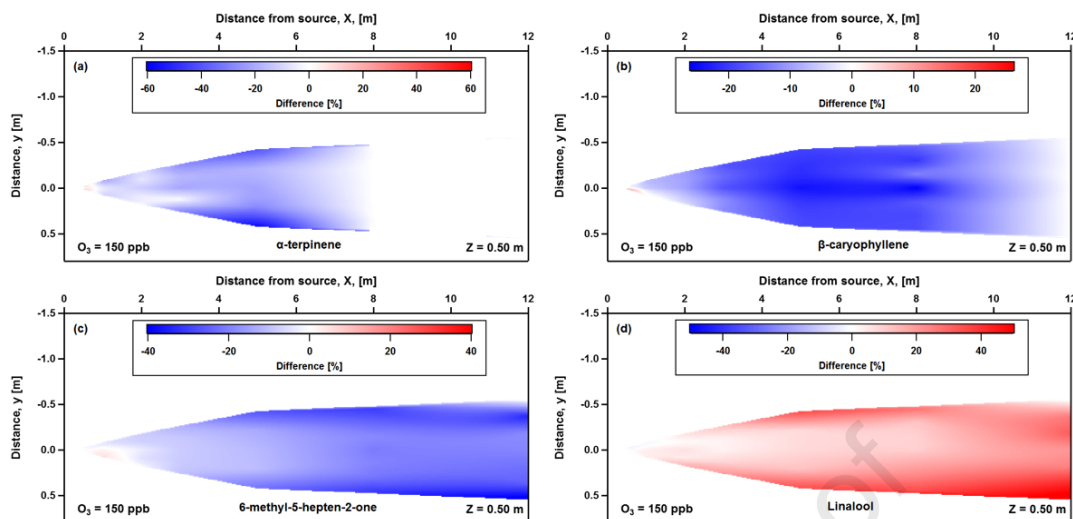 Distance from source, X, [m]
0 2 4 6 8 10 12
-1.5
-1.0
-0.5
0.0
0.5
Distance, y [m]
(a)
-60 -40 -20 0 20 40 60
Difference [%]
O3 = 150 ppb
α-terpinene
Z = 0.50 m
Distance from source, X, [m]
0 2 4 6 8 10 12
-1.5
-1.0
-0.5
0.0
0.5
Distance, y [m]
(b)
-20 -10 0 10 20
Difference [%]
O3 = 150 ppb
β-caryophyllene
Z = 0.50 m
Distance from source, X, [m]
0 2 4 6 8 10 12
-1.5
-1.0
-0.5
0.0
0.5
Distance, y [m]
(c)
-40 -20 0 20 40
Difference [%]
O3 = 150 ppb
6-methyl-5-hepten-2-one
Z = 0.50 m
Distance from source, X, [m]
0 2 4 6 8 10 12
-1.5
-1.0
-0.5
0.0
0.5
Distance, y [m]
(d)
-40 -20 0 20 40
Difference [%]
O3 = 150 ppb
Linalool
Z = 0.50 m
of